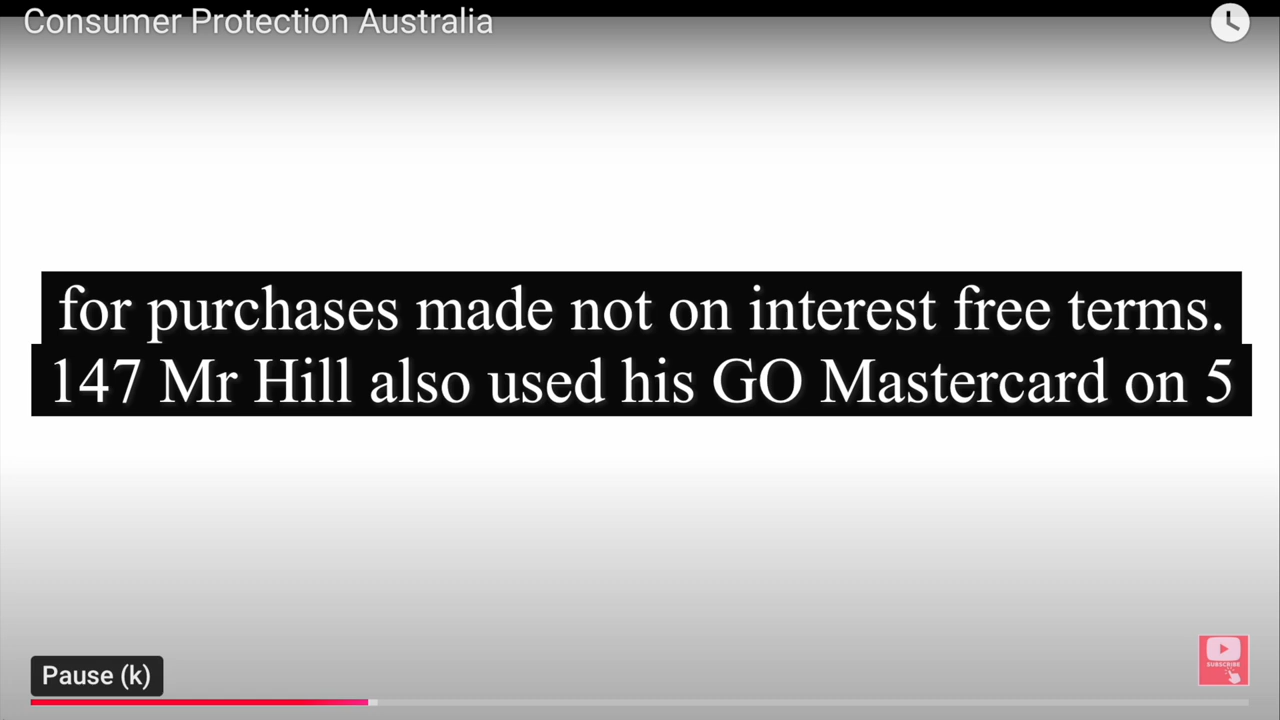 Consumer Protection Australia
for purchases made not on interest free terms.
147 Mr Hill also used his GO Mastercard on 5
SUBSCRIBE
Pause (k)